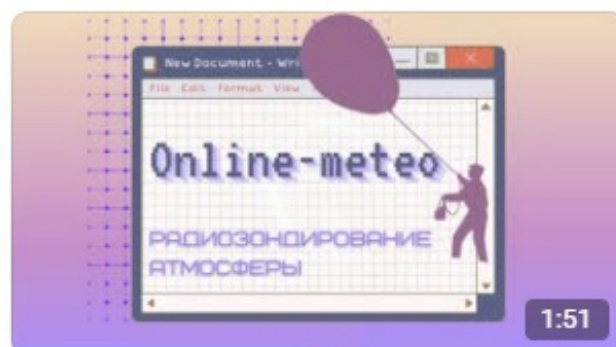 New Document - Wri
File Edit Format View
Online-meteo
РАДИОЗОНДИРОВАНИЕ
АТМОСФЕРЫ
1:51